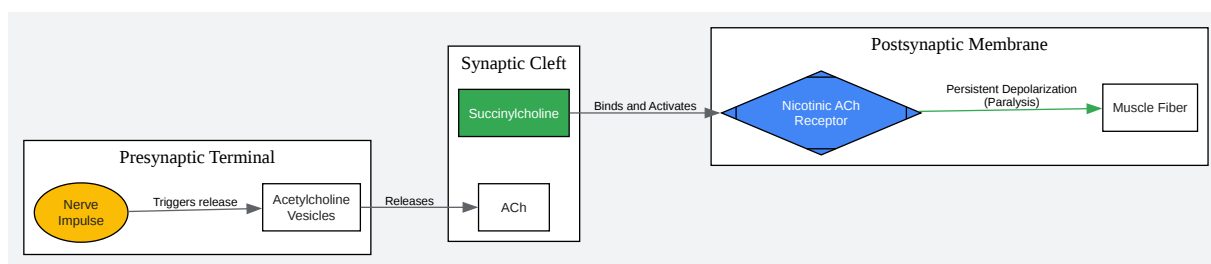 Presynaptic Terminal
Nerve
Impulse
Triggers release
Acetylcholine
Vesicles
Releases
Synaptic Cleft
Succinylcholine
ACh
Binds and Activates
Postsynaptic Membrane
Nicotinic ACh
Receptor
Persistent Depolarization
(Paralysis)
Muscle Fiber